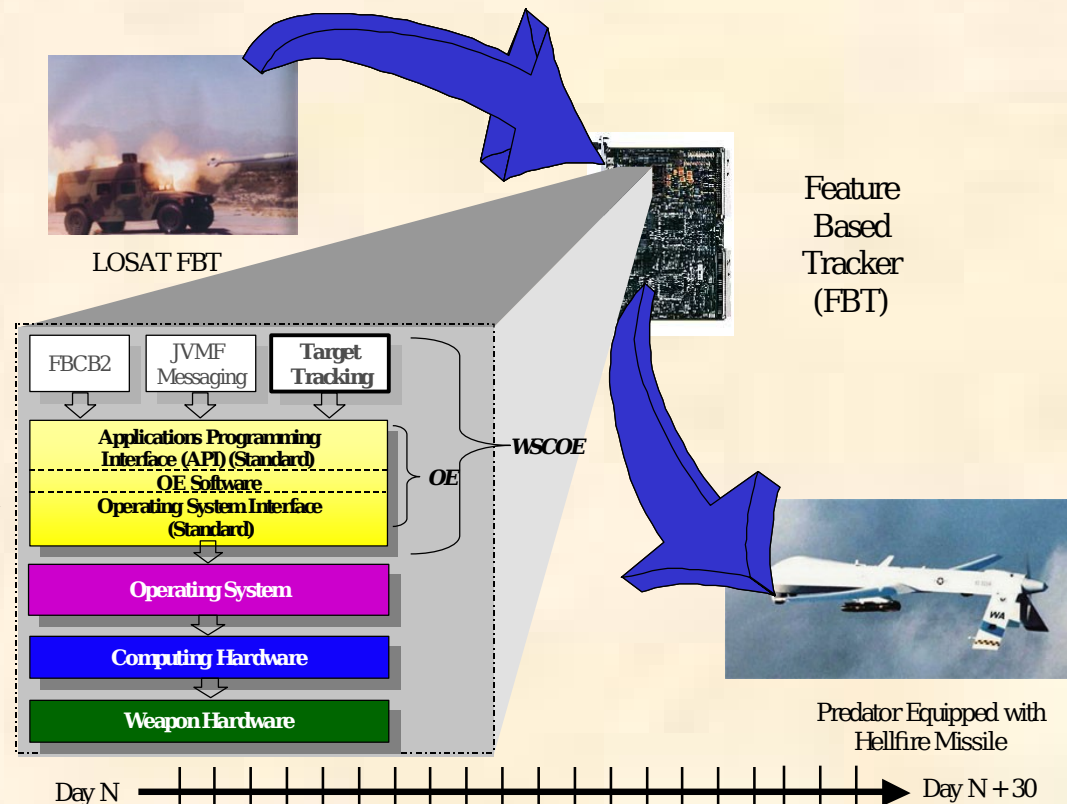 LOSAT FBT
Feature
Based
Tracker
(FBT)
FBCB2
JVMF
Messaging
Target
Tracking
Applications Programming
Interface (API) (Standard)
OE Software
Operating System Interface
(Standard)
OE
WSCOE
Operating System
Computing Hardware
Weapon Hardware
WA
Predator Equipped with
Hellfire Missile
Day N
Day N + 30